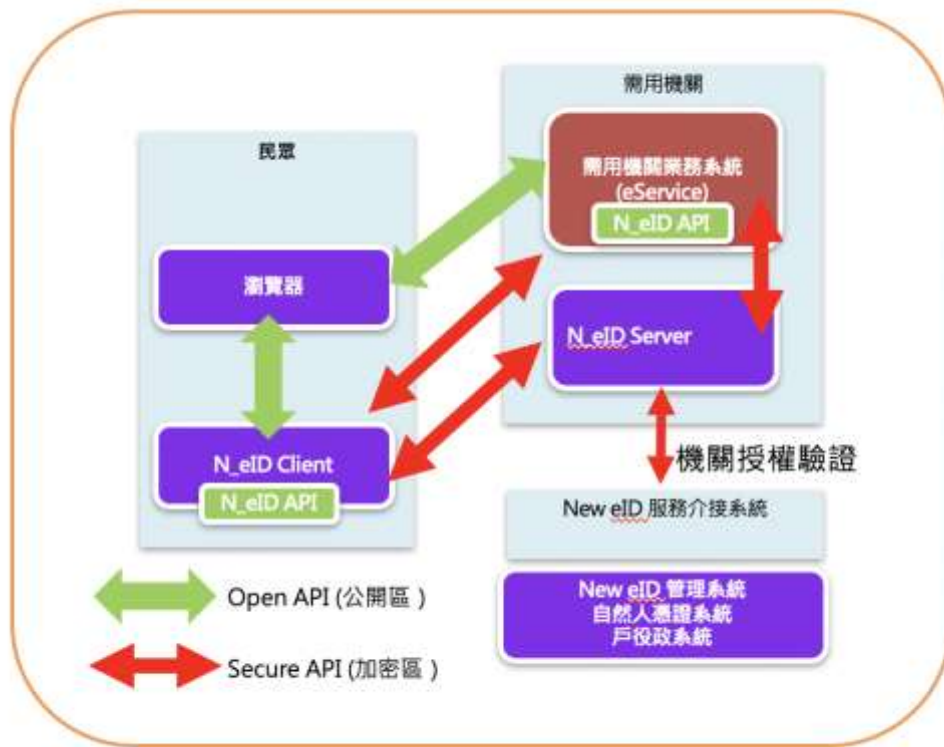 民眾
瀏覽器
N_eID Client
N_eID API
需用機關
需用機關業務系統
(eService)
N_eID API
N_eID Server
機關授權驗證
New eID 服務介接系統
New eID 管理系統
自然人憑證系統
戶役政系統
Open API (公開區 )
Secure API (加密區 )